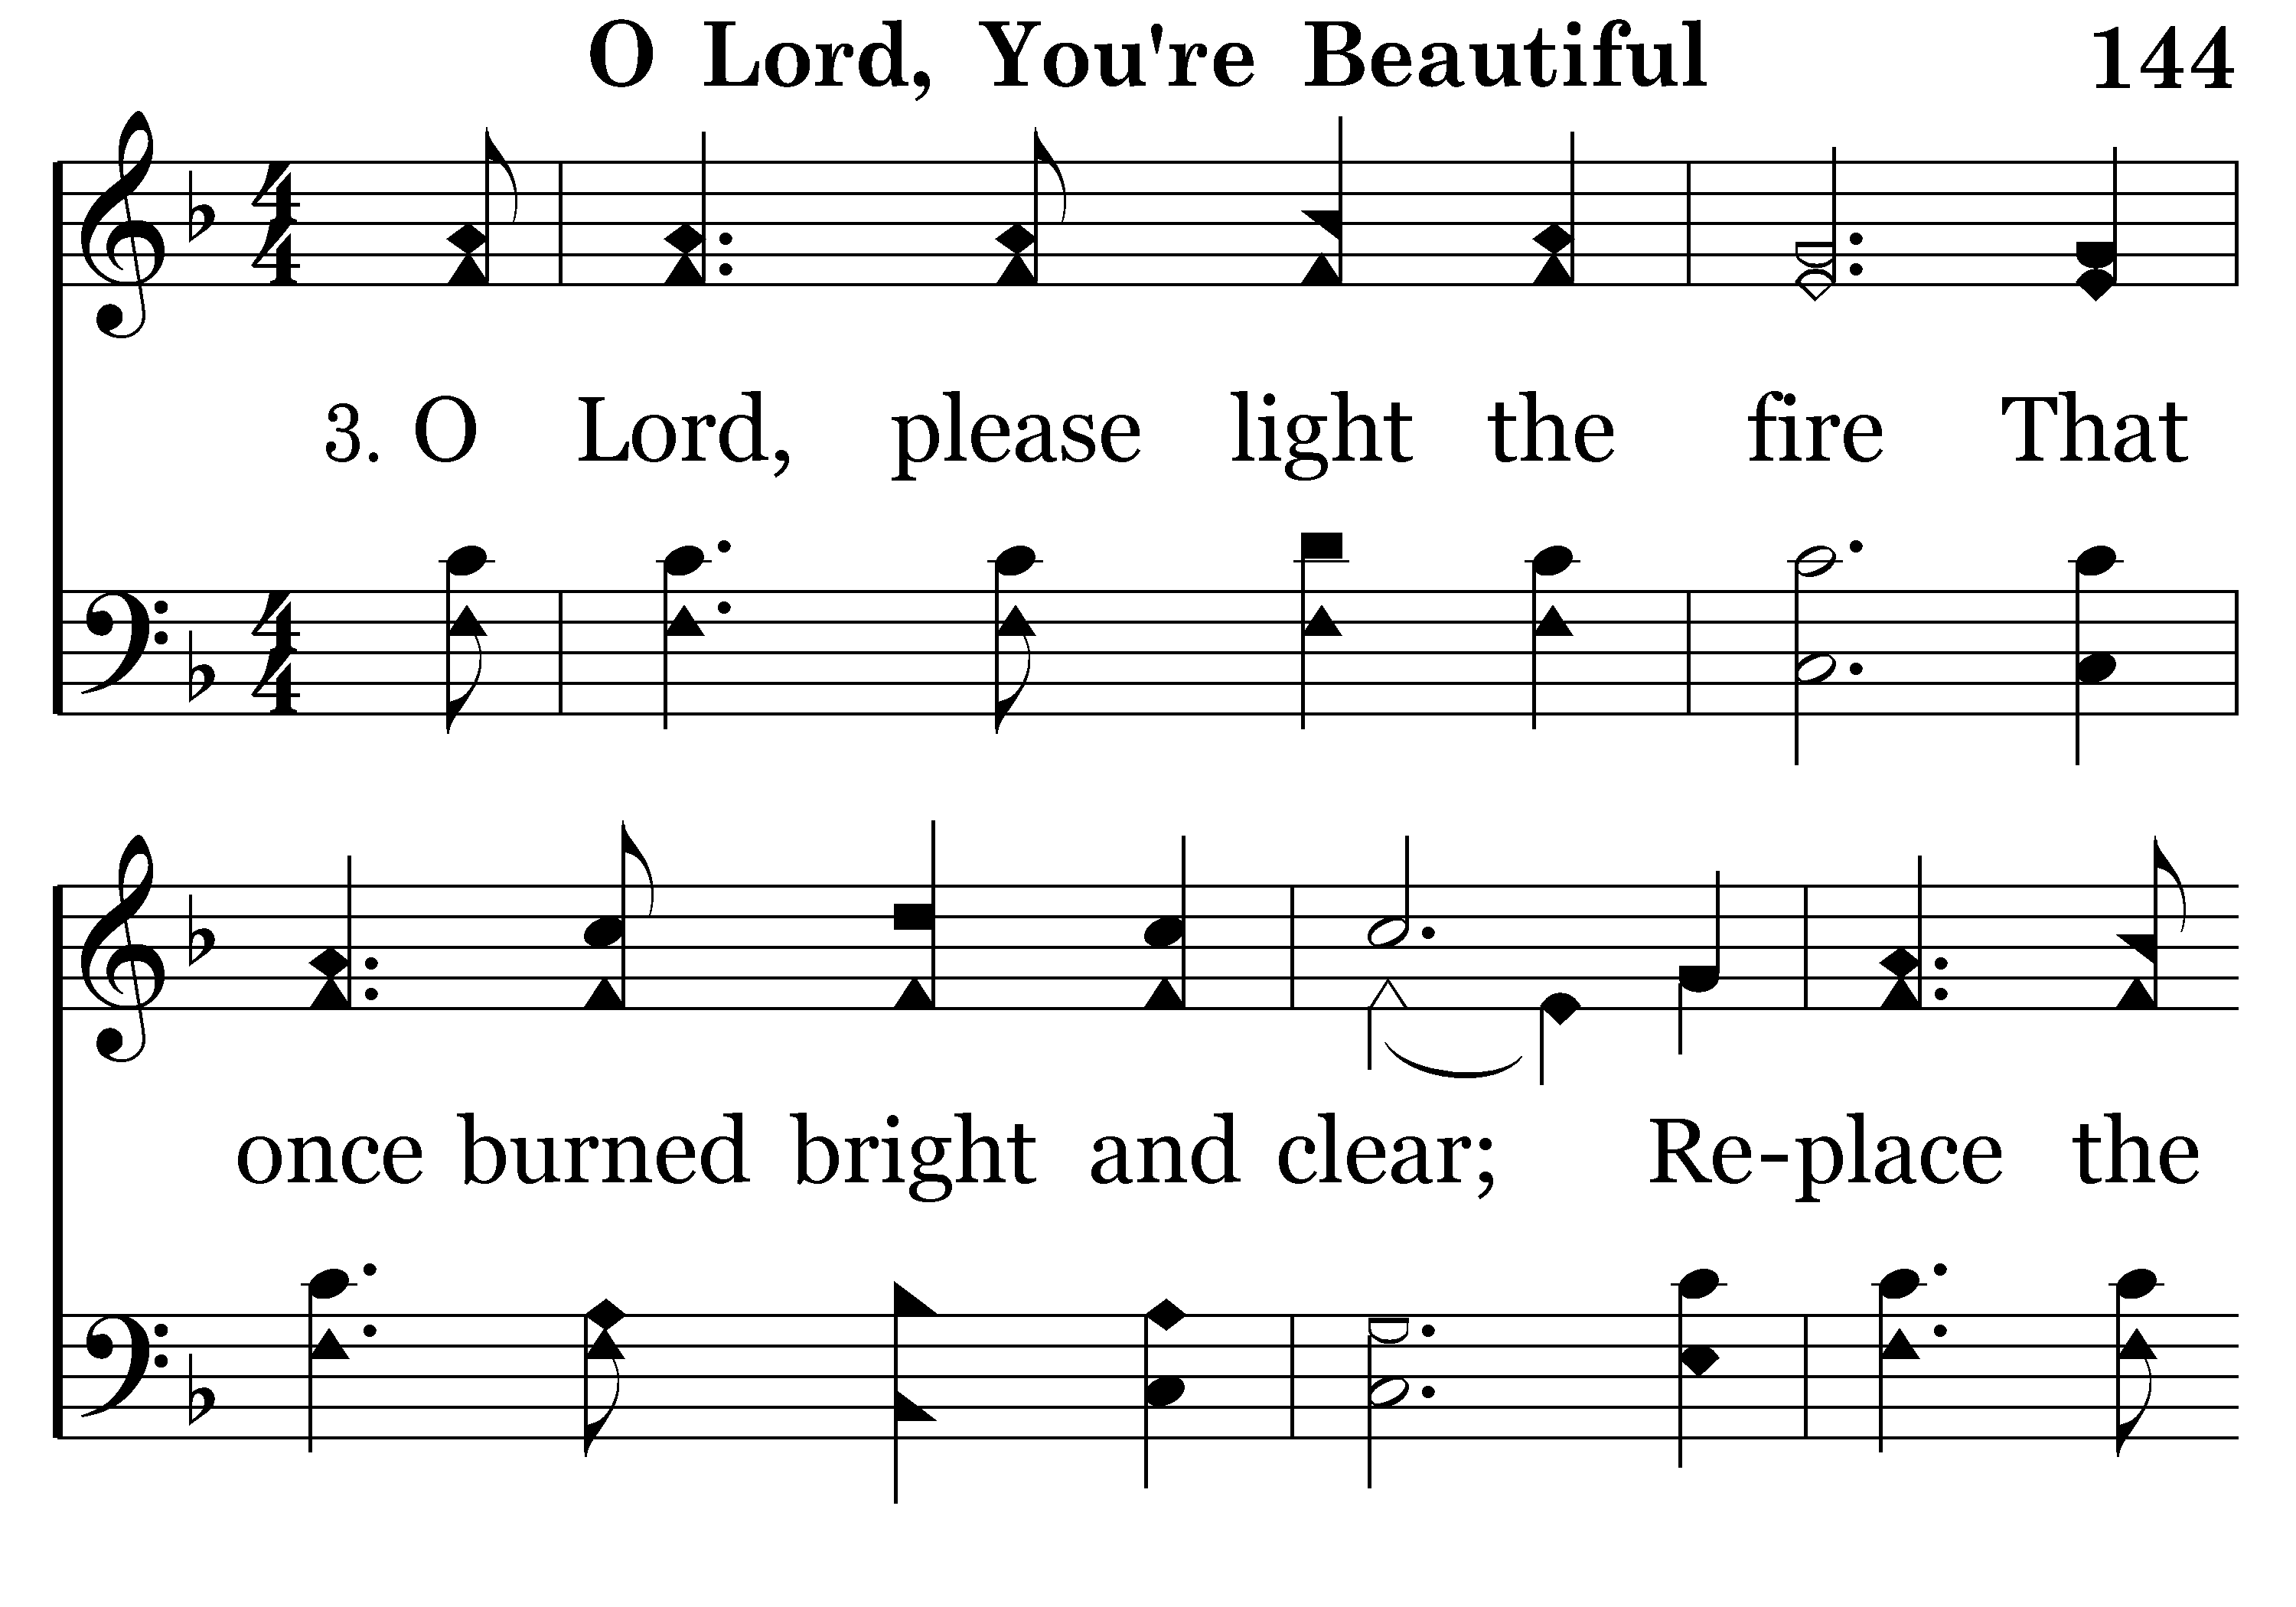 O Lord, You're Beautiful 144
3. O Lord, please light the fire That
once burned bright and clear; Re-place the